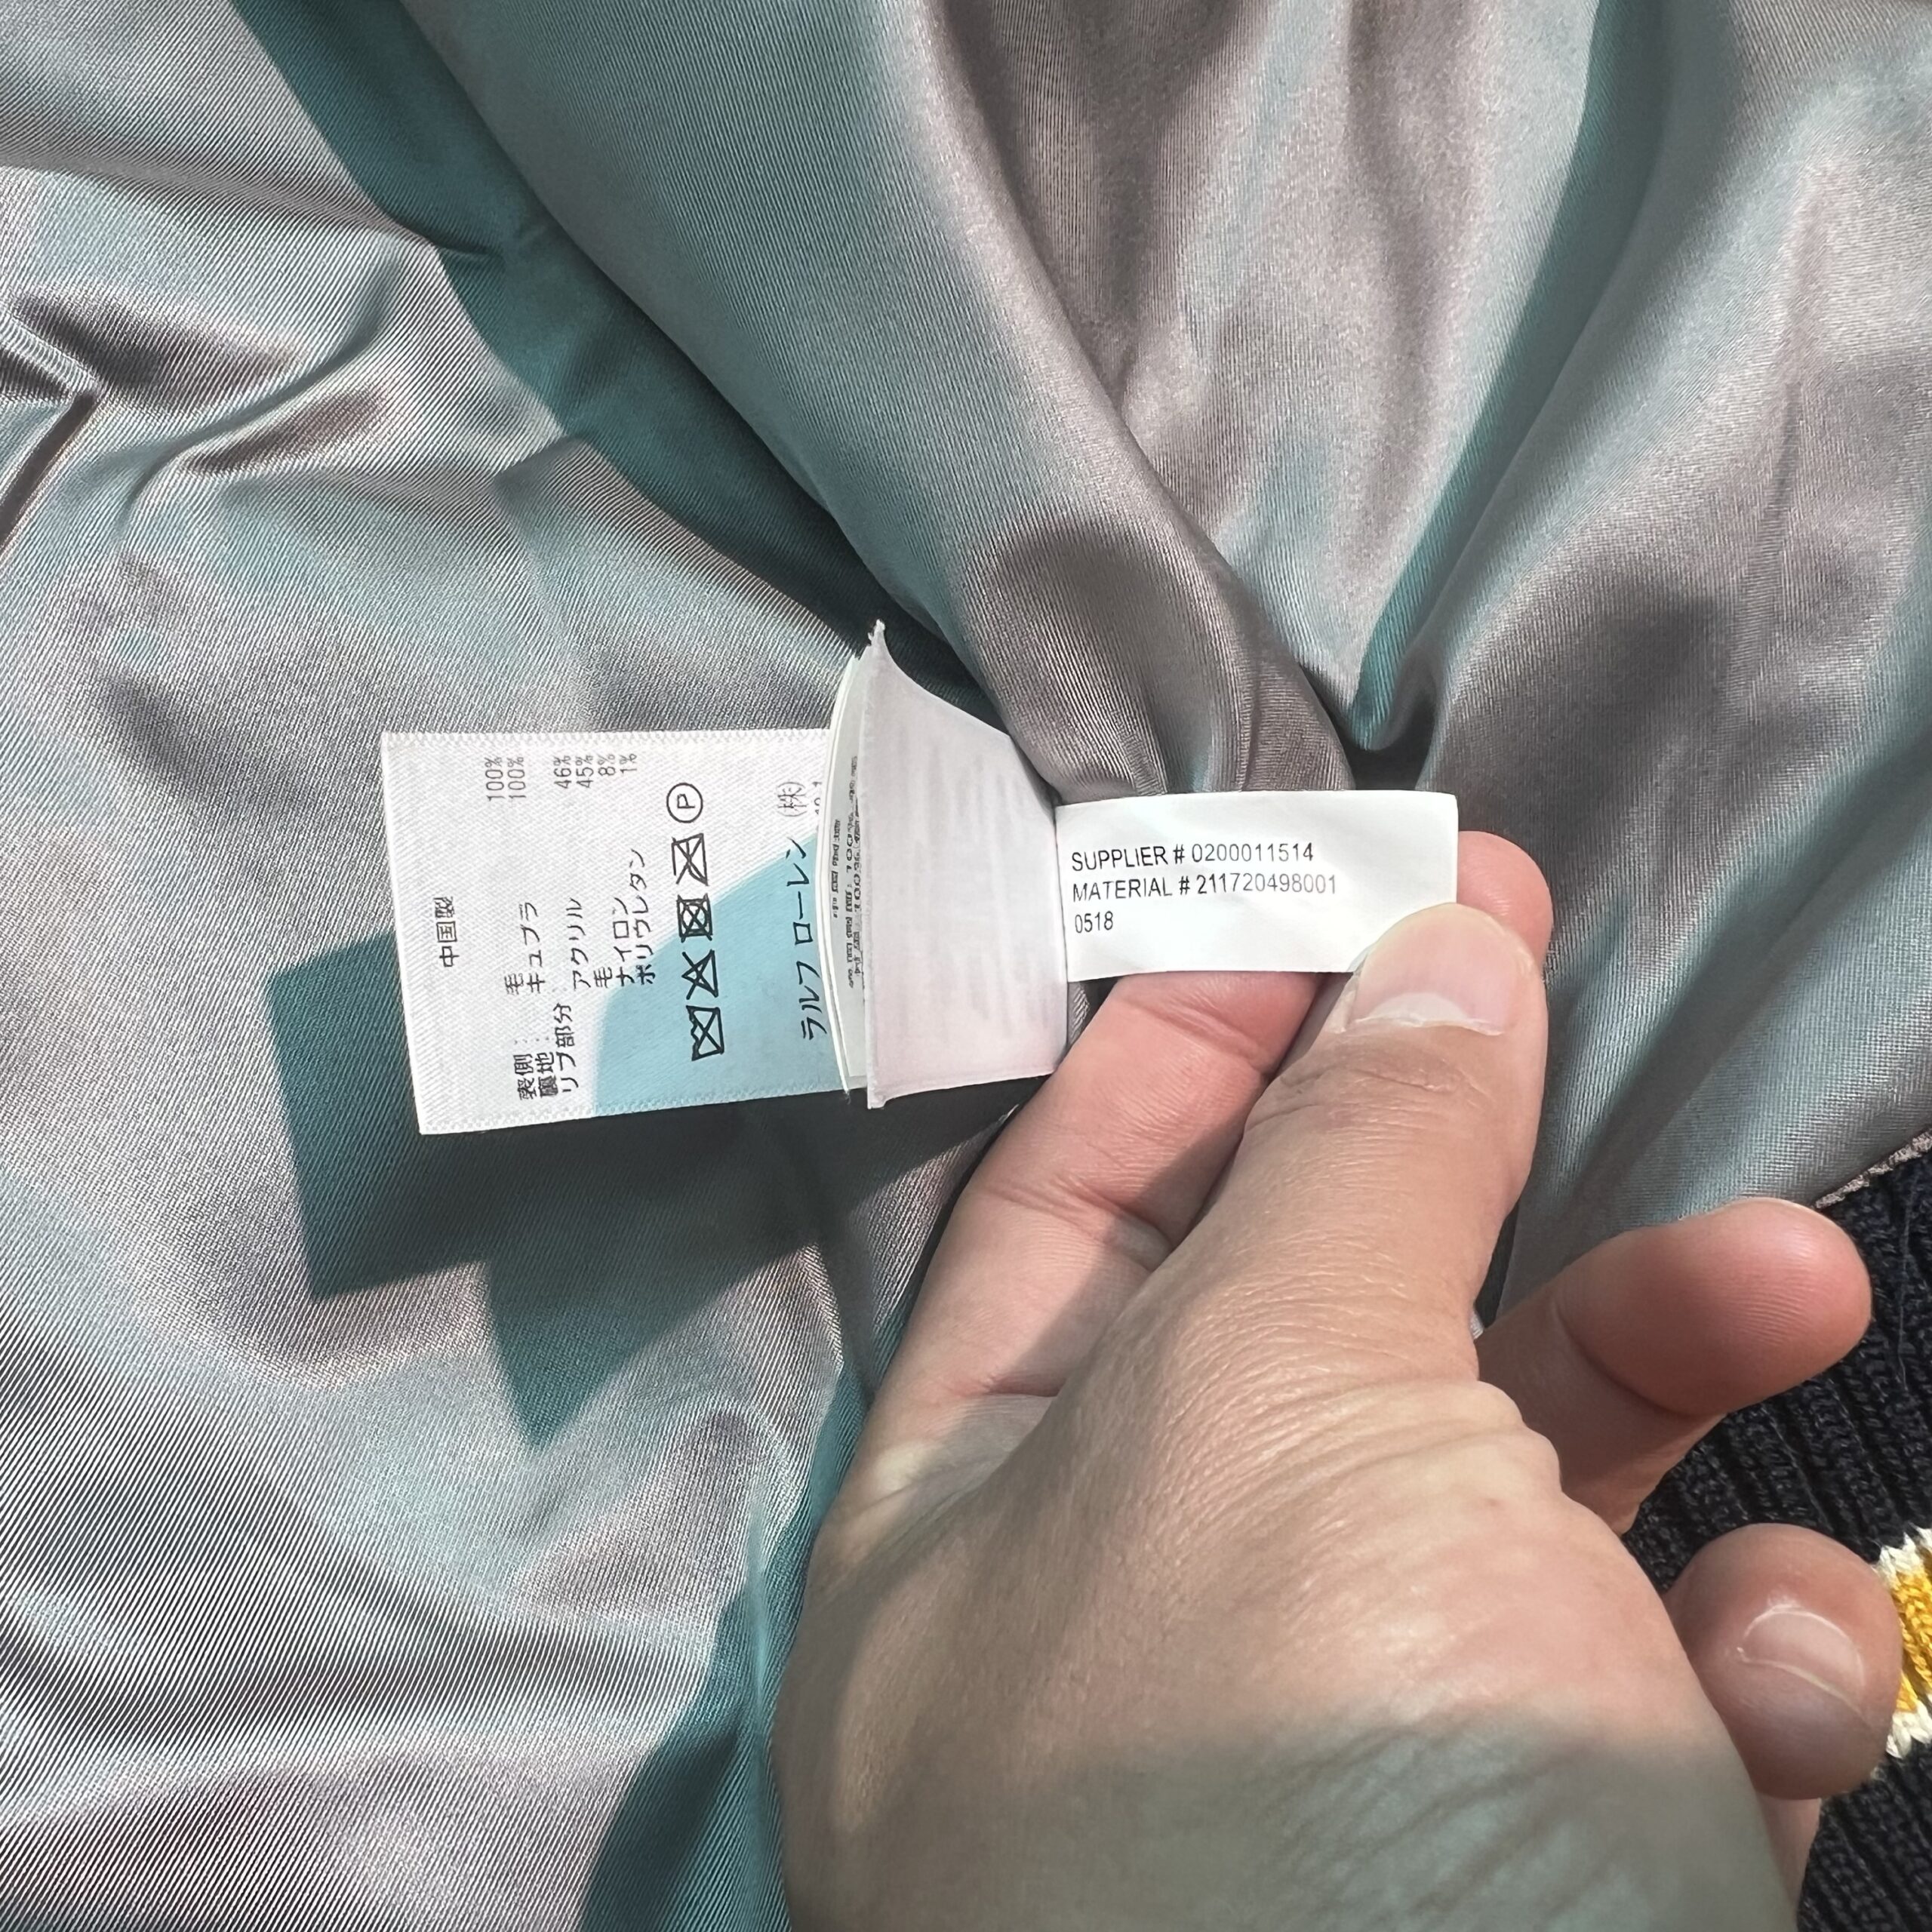 中国製
表側: 毛 100%
裏地: キュプラ 100%
リブ部分 アクリル 46%
毛 45%
ナイロン 8%
ポリウレタン 1%
P
ラルフ ローレン (株)
SUPPLIER # 0200011514
MATERIAL # 211720498001
0518